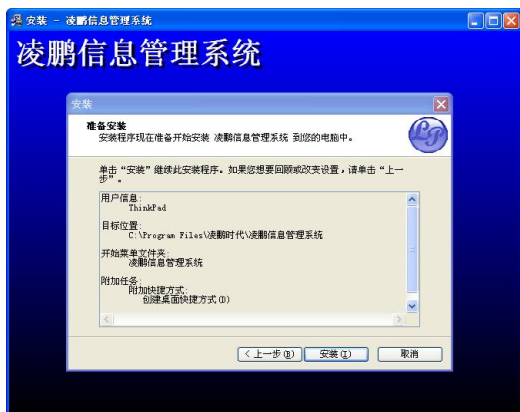 安装 - 凌鹏信息管理系统
凌鹏信息管理系统
安装
准备安装
安装程序现在准备开始安装 凌鹏信息管理系统 到您的电脑中。
LP
单击“安装”继续此安装程序。如果您想要回顾或改变设置，请单击“上一
步”。
用户信息:
ThinkPad
目标位置:
C:\Program Files\凌鹏时代\凌鹏信息管理系统
开始菜单文件夹:
凌鹏信息管理系统
附加任务:
附加快捷方式:
创建桌面快捷方式(D)
< 上一步(B)
安装(I)
取消